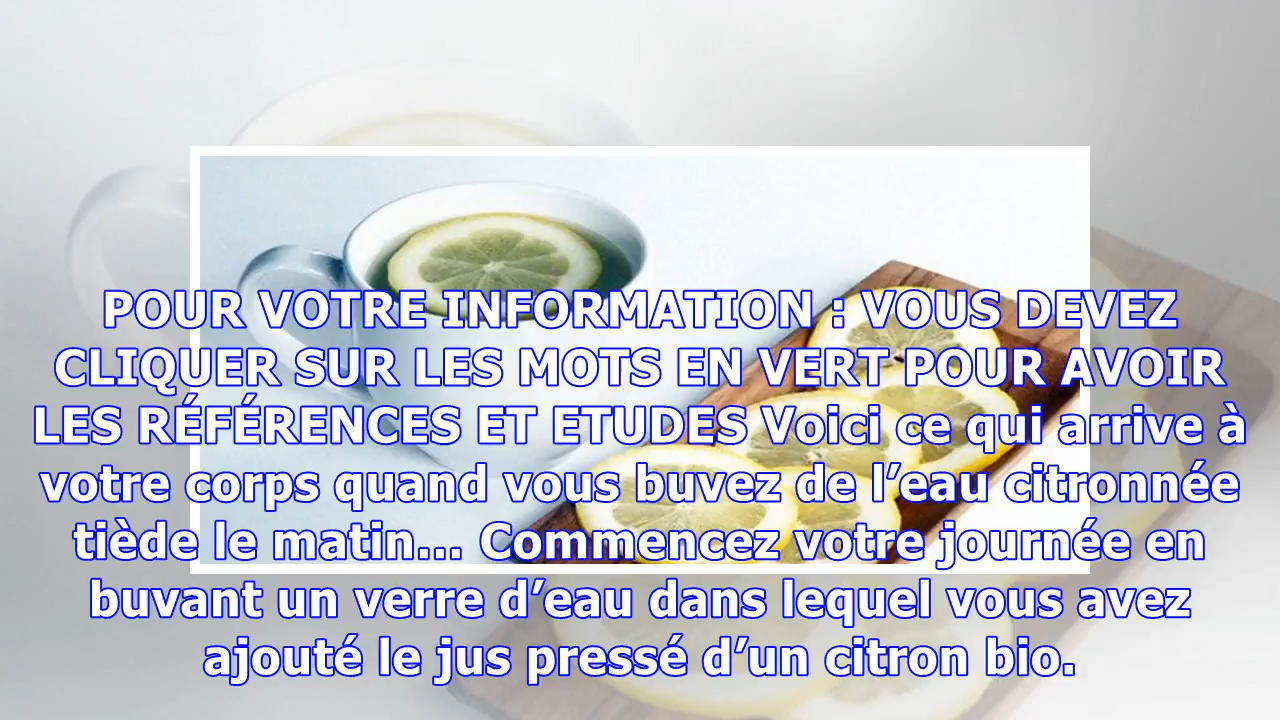 POUR VOTRE INFORMATION : VOUS DEVEZ
CLIQUER SUR LES MOTS EN VERT POUR AVOIR
LES RÉFÉRENCES ET ETUDES Voici ce qui arrive à
votre corps quand vous buvez de l’eau citronnée
tiède le matin... Commencez votre journée en
buvant un verre d’eau dans lequel vous avez
ajouté le jus pressé d’un citron bio.